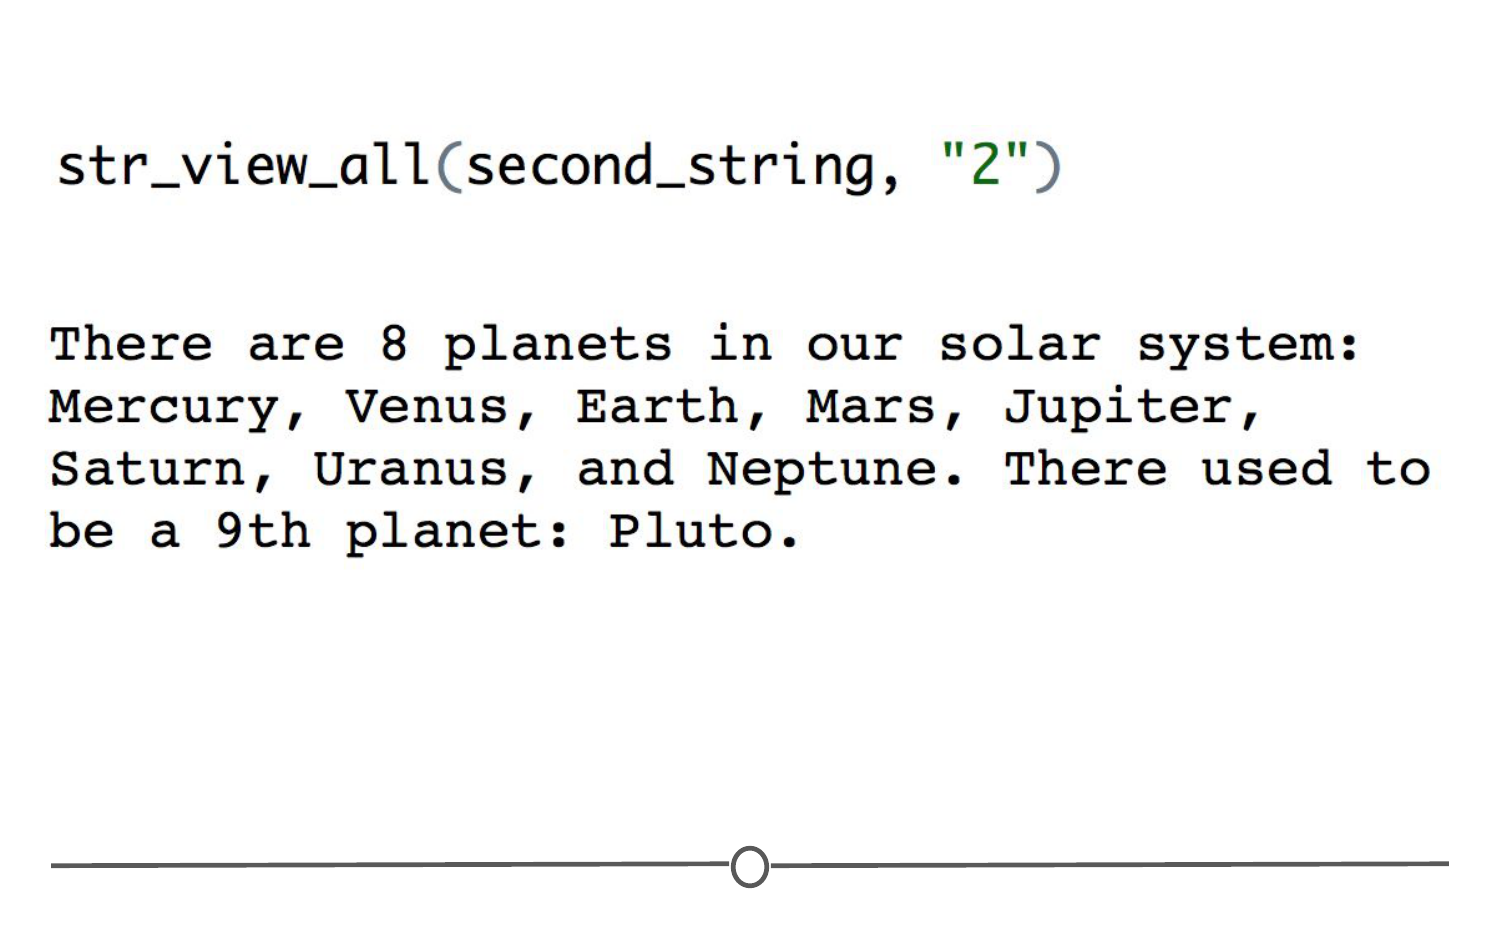 str_view_all(second_string, "2")
There are 8 planets in our solar system:
Mercury, Venus, Earth, Mars, Jupiter,
Saturn, Uranus, and Neptune. There used to
be a 9th planet: Pluto.